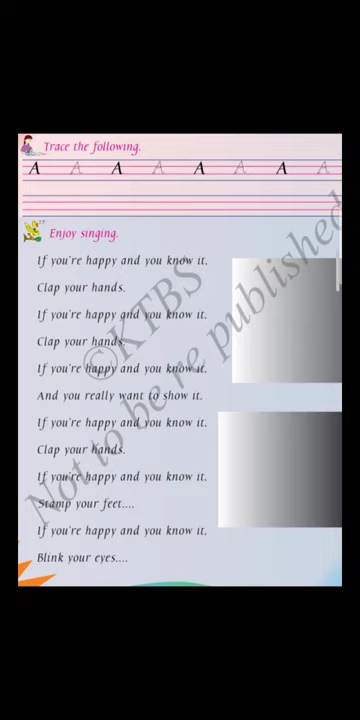 Trace the following.
A A A A A A A A
Enjoy singing.
If you're happy and you know it,
Clap your hands.
If you're happy and you know it,
Clap your hands.
If you're happy and you know it,
And you really want to show it.
If you're happy and you know it,
Clap your hands.
If you're happy and you know it,
Stamp your feet....
If you're happy and you know it,
Blink your eyes....
©KTBS
Not to be re published